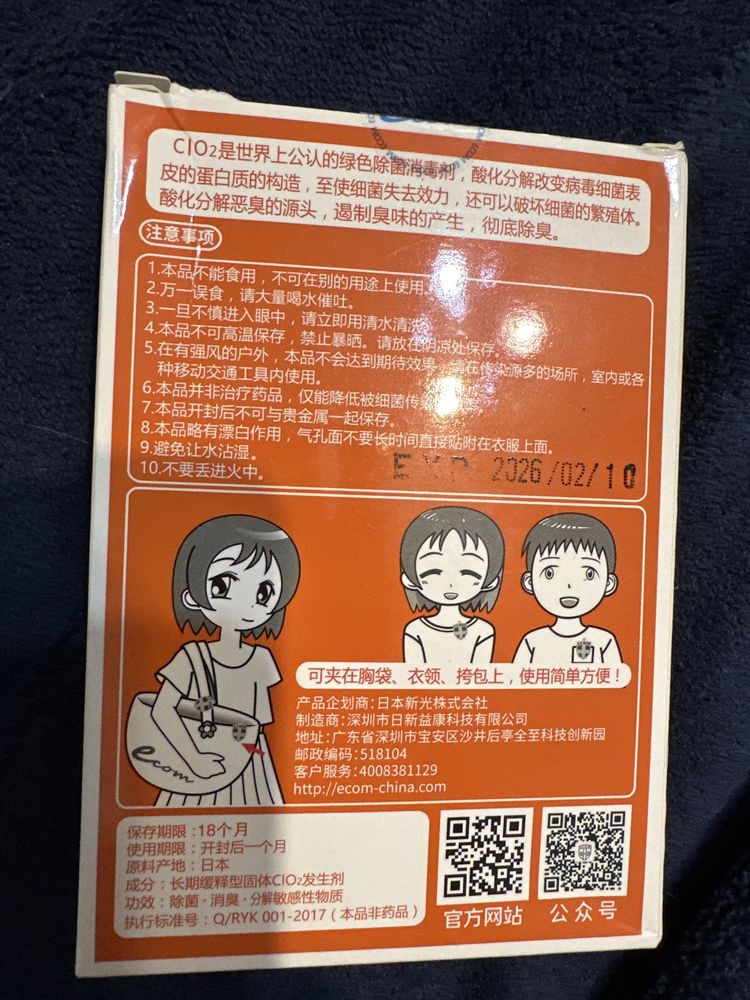 ClO₂是世界上公认的绿色除菌消毒剂，酸化分解改变病毒细菌表
皮的蛋白质的构造，至使细菌失去效力，还可以破坏细菌的繁殖体。
酸化分解恶臭的源头，遏制臭味的产生，彻底除臭。
注意事项
1.本品不能食用，不可在别的用途上使用。
2.万一误食，请大量喝水催吐。
3.一旦不慎进入眼中，请立即用清水清洗
4.本品不可高温保存，禁止暴晒。请放在阴凉处保存。
5.在有强风的户外，本品不会达到期待效果，请在传染源多的场所，室内或各
种移动交通工具内使用。
6.本品并非治疗药品，仅能降低被细菌传
7.本品开封后不可与贵金属一起保存。
8.本品略有漂白作用，气孔面不要长时间直接贴附在衣服上面。
9.避免让水沾湿。
10.不要丢进火中。
EXP 2026/02/10
ecom
可夹在胸袋、衣领、挎包上，使用简单方便！
产品企划商:日本新光株式会社
制造商:深圳市日新益康科技有限公司
地址:广东省深圳市宝安区沙井后亭全至科技创新园
邮政编码:518104
客户服务:4008381129
http://ecom-china.com
保存期限:18个月
使用期限:开封后一个月
原料产地:日本
成分:长期缓释型固体ClO₂发生剂
功效:除菌·消臭·分解敏感性物质
执行标准号:Q/RYK 001-2017（本品非药品）
官方网站
公众号